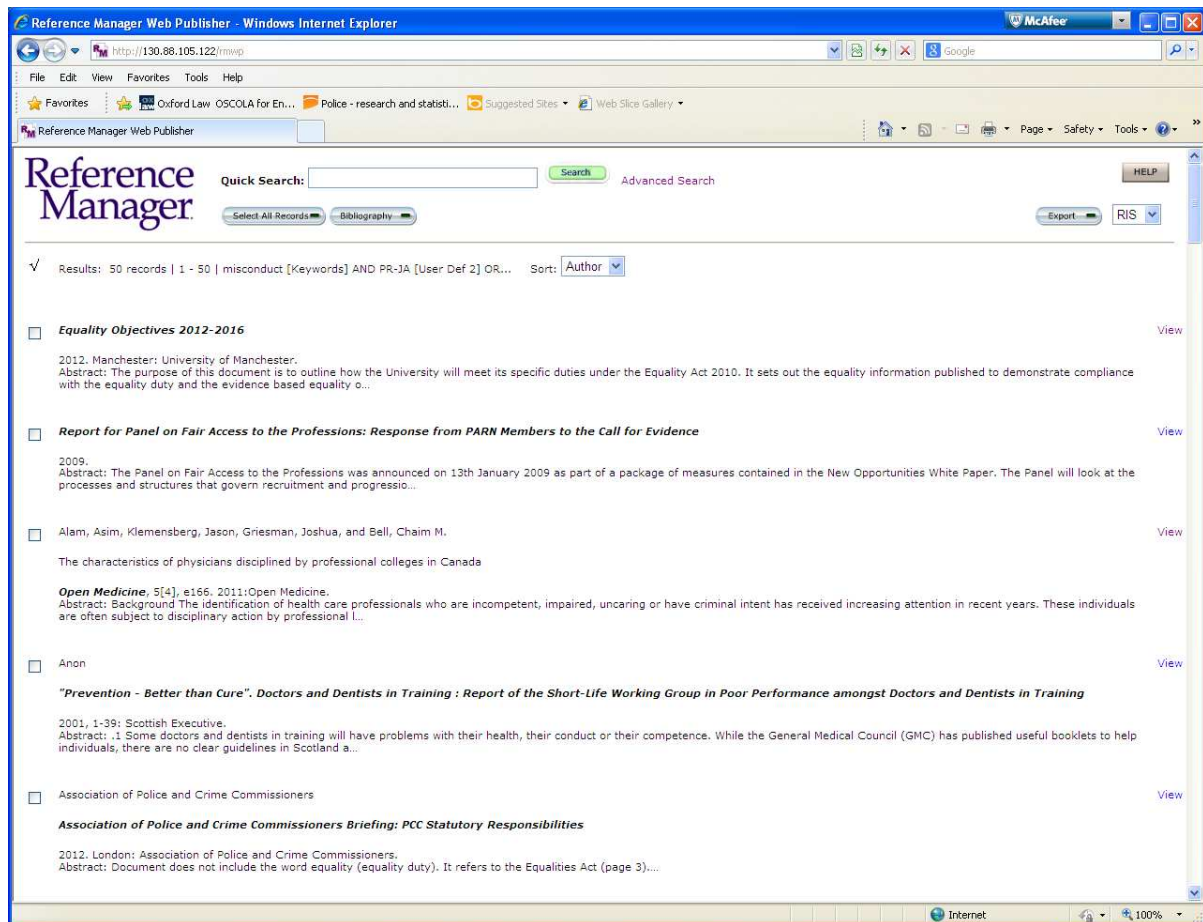 Reference Manager Web Publisher - Windows Internet Explorer
McAfee
http://130.88.105.122/rmwp
Google
File Edit View Favorites Tools Help
Favorites Oxford Law OSCOLA for En... Police - research and statisti... Suggested Sites Web Slice Gallery
Reference Manager Web Publisher
Page Safety Tools
Reference Manager
Quick Search: Search Advanced Search HELP
Select All Records Bibliography Export RIS
√ Results: 50 records | 1 - 50 | misconduct [Keywords] AND PR-JA [User Def 2] OR... Sort: Author
Equality Objectives 2012-2016 View
2012. Manchester: University of Manchester.
Abstract: The purpose of this document is to outline how the University will meet its specific duties under the Equality Act 2010. It sets out the equality information published to demonstrate compliance
with the equality duty and the evidence based equality o...
Report for Panel on Fair Access to the Professions: Response from PARN Members to the Call for Evidence View
2009.
Abstract: The Panel on Fair Access to the Professions was announced on 13th January 2009 as part of a package of measures contained in the New Opportunities White Paper. The Panel will look at the
processes and structures that govern recruitment and progressio...
Alam, Asim, Klemensberg, Jason, Griesman, Joshua, and Bell, Chaim M. View
The characteristics of physicians disciplined by professional colleges in Canada
Open Medicine, 5[4], e166. 2011:Open Medicine.
Abstract: Background The identification of health care professionals who are incompetent, impaired, uncaring or have criminal intent has received increasing attention in recent years. These individuals
are often subject to disciplinary action by professional l...
Anon View
"Prevention - Better than Cure". Doctors and Dentists in Training : Report of the Short-Life Working Group in Poor Performance amongst Doctors and Dentists in Training
2001, 1-39: Scottish Executive.
Abstract: .1 Some doctors and dentists in training will have problems with their health, their conduct or their competence. While the General Medical Council (GMC) has published useful booklets to help
individuals, there are no clear guidelines in Scotland a...
Association of Police and Crime Commissioners View
Association of Police and Crime Commissioners Briefing: PCC Statutory Responsibilities
2012. London: Association of Police and Crime Commissioners.
Abstract: Document does not include the word equality (equality duty). It refers to the Equalities Act (page 3)....
Internet 100%